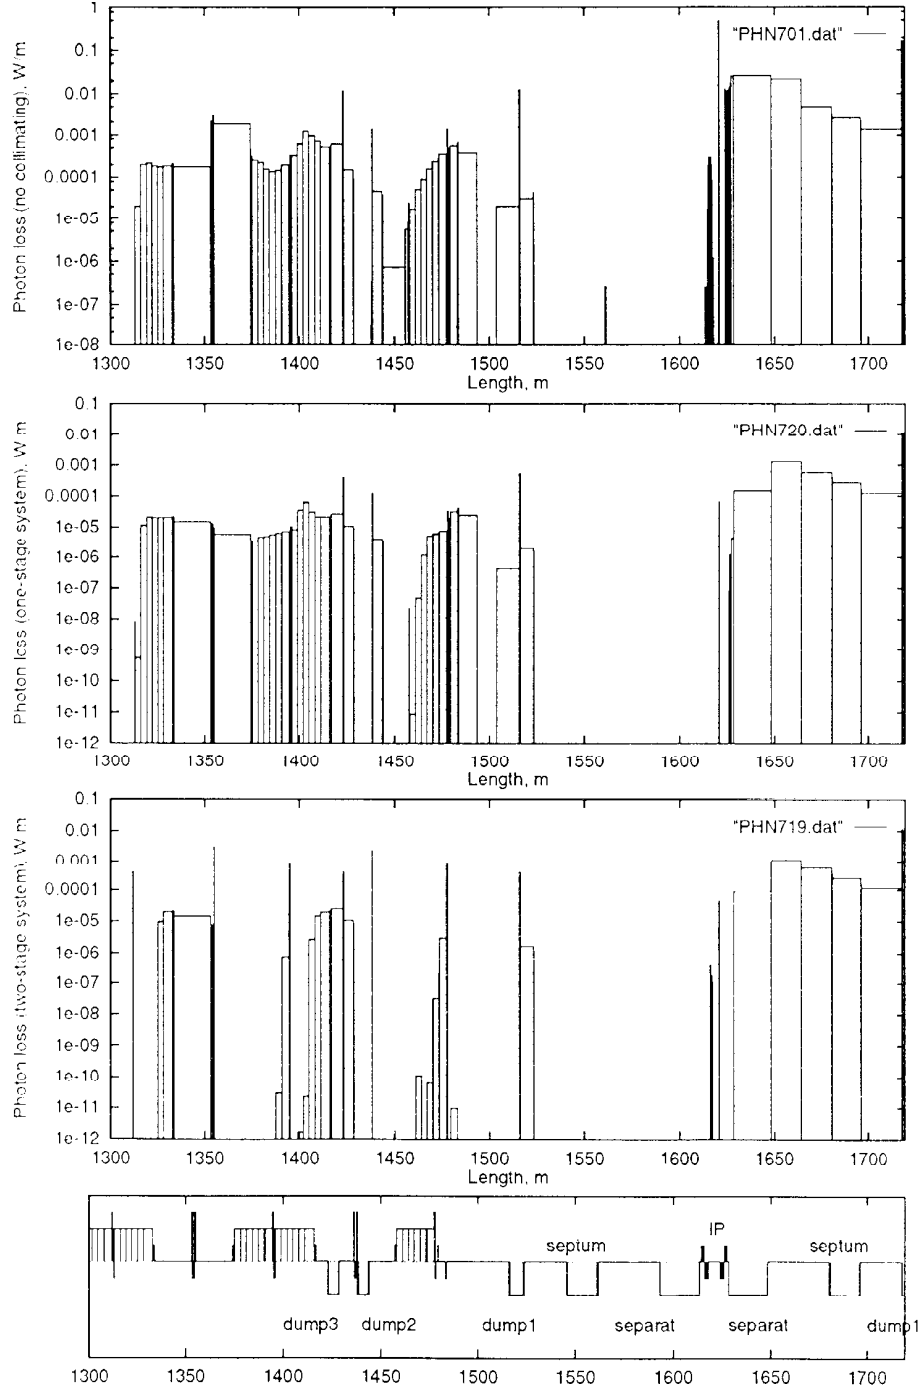 Photon loss (no collimating), W/m
1
0.1
0.01
0.001
0.0001
1e-05
1e-06
1e-07
1e-08
"PHN701.dat"
1300 1350 1400 1450 1500 1550 1600 1650 1700
Length, m
Photon loss (one-stage system), W/m
0.1
0.01
0.001
0.0001
1e-05
1e-06
1e-07
1e-08
1e-09
1e-10
1e-11
1e-12
"PHN720.dat"
1300 1350 1400 1450 1500 1550 1600 1650 1700
Length, m
Photon loss (two-stage system), W/m
0.1
0.01
0.001
0.0001
1e-05
1e-06
1e-07
1e-08
1e-09
1e-10
1e-11
1e-12
"PHN719.dat"
1300 1350 1400 1450 1500 1550 1600 1650 1700
Length, m
IP
septum septum
dump3 dump2 dump1 separat separat dump1
1300 1350 1400 1450 1500 1550 1600 1650 1700